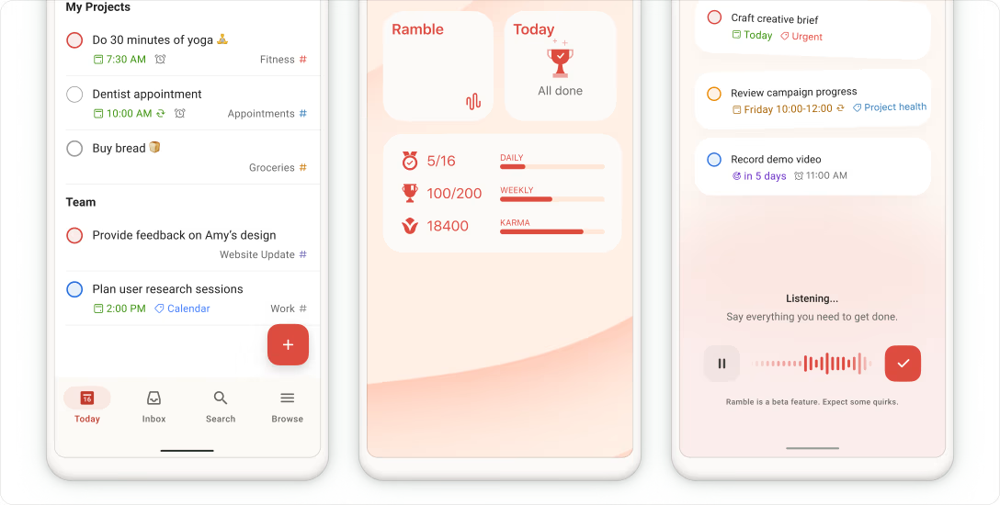 My Projects
Do 30 minutes of yoga 🧘
7:30 AM Fitness #
Dentist appointment
10:00 AM Appointments #
Buy bread 🍞
Groceries #
Team
Provide feedback on Amy's design
Website Update #
Plan user research sessions
2:00 PM Calendar Work #
+
16
Today Inbox Search Browse
Ramble
Today
All done
5/16 DAILY
100/200 WEEKLY
18400 KARMA
Craft creative brief
Today Urgent
Review campaign progress
Friday 10:00-12:00 Project health
Record demo video
in 5 days 11:00 AM
Listening...
Say everything you need to get done.
Ramble is a beta feature. Expect some quirks.